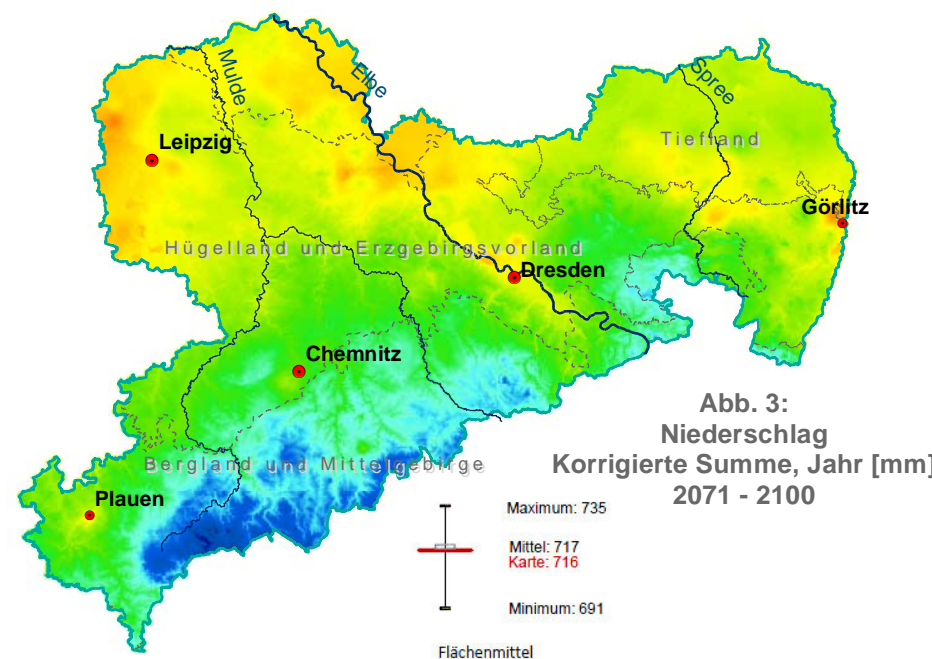 Mulde
Elbe
Spree
Leipzig
Tiefland
Görlitz
Hügelland und Erzgebirgsvorland
Dresden
Chemnitz
Abb. 3:
Niederschlag
Korrigierte Summe, Jahr [mm]
2071 - 2100
Bergland und Mittelgebirge
Plauen
Maximum: 735
Mittel: 717
Karte: 716
Minimum: 691
Flächenmittel